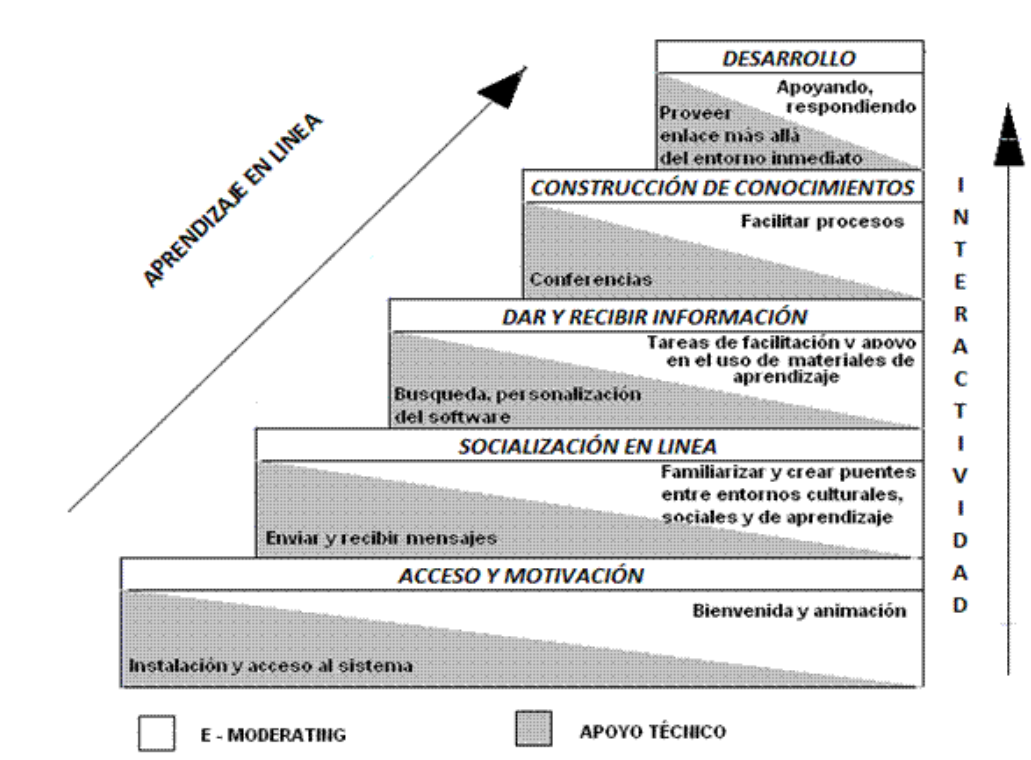 DESARROLLO
Apoyando,
respondiendo
Proveer
enlace más allá
del entorno inmediato
CONSTRUCCIÓN DE CONOCIMIENTOS
Facilitar procesos
Conferencias
DAR Y RECIBIR INFORMACIÓN
Tareas de facilitación y apoyo
en el uso de materiales de
aprendizaje
Busqueda, personalización
del software
SOCIALIZACIÓN EN LINEA
Familiarizar y crear puentes
entre entornos culturales,
sociales y de aprendizaje
Enviar y recibir mensajes
ACCESO Y MOTIVACIÓN
Bienvenida y animación
Instalación y acceso al sistema
APRENDIZAJE EN LINEA
INTERACTIVIDAD
E - MODERATING
APOYO TÉCNICO